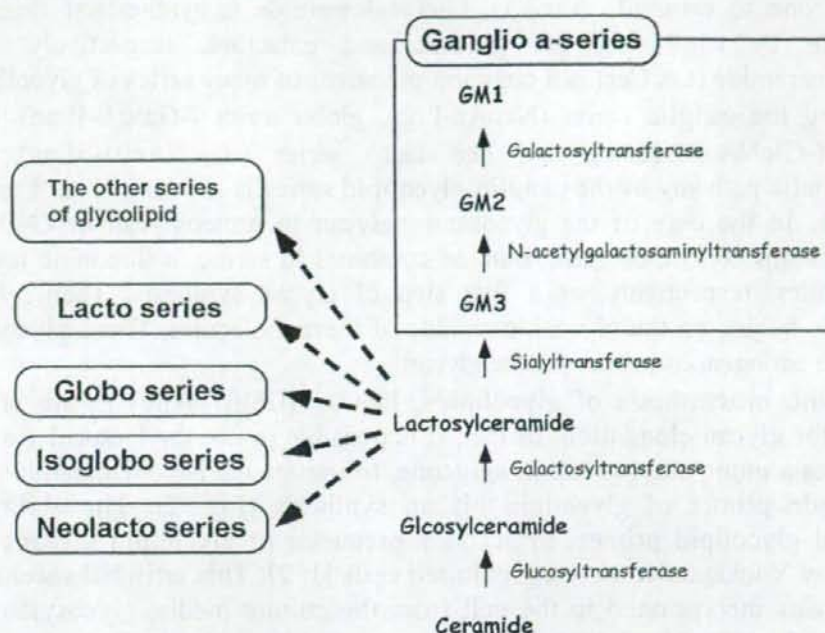 Ganglio a-series
GM1
Galactosyltransferase
The other series
of glycolipid
GM2
N-acetylgalactosaminyltransferase
Lacto series
GM3
Sialyltransferase
Globo series
Lactosylceramide
Isoglobo series
Galactosyltransferase
Neolacto series
Glcosylceramide
Glucosyltransferase
Ceramide